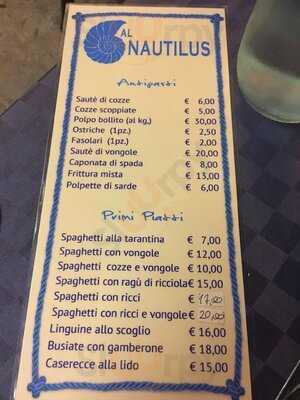 AL
NAUTILUS
Antipasti
Sautè di cozze € 6,00
Cozze scoppiate € 5,00
Polpo bollito (al kg,) € 30,00
Ostriche (1pz.) € 2,50
Fasolari (1pz.) € 2,00
Sautè di vongole € 20,00
Caponata di spada € 8,00
Frittura mista € 13,00
Polpette di sarde € 6,00
Primi Piatti
Spaghetti alla tarantina € 7,00
Spaghetti con vongole € 12,00
Spaghetti cozze e vongole € 10,00
Spaghetti con ragù di ricciola € 15,00
Spaghetti con ricci € 17,00
Spaghetti con ricci e vongole € 20,00
Linguine allo scoglio € 16,00
Busiate con gamberone € 18,00
Caserecce alla lido € 15,00